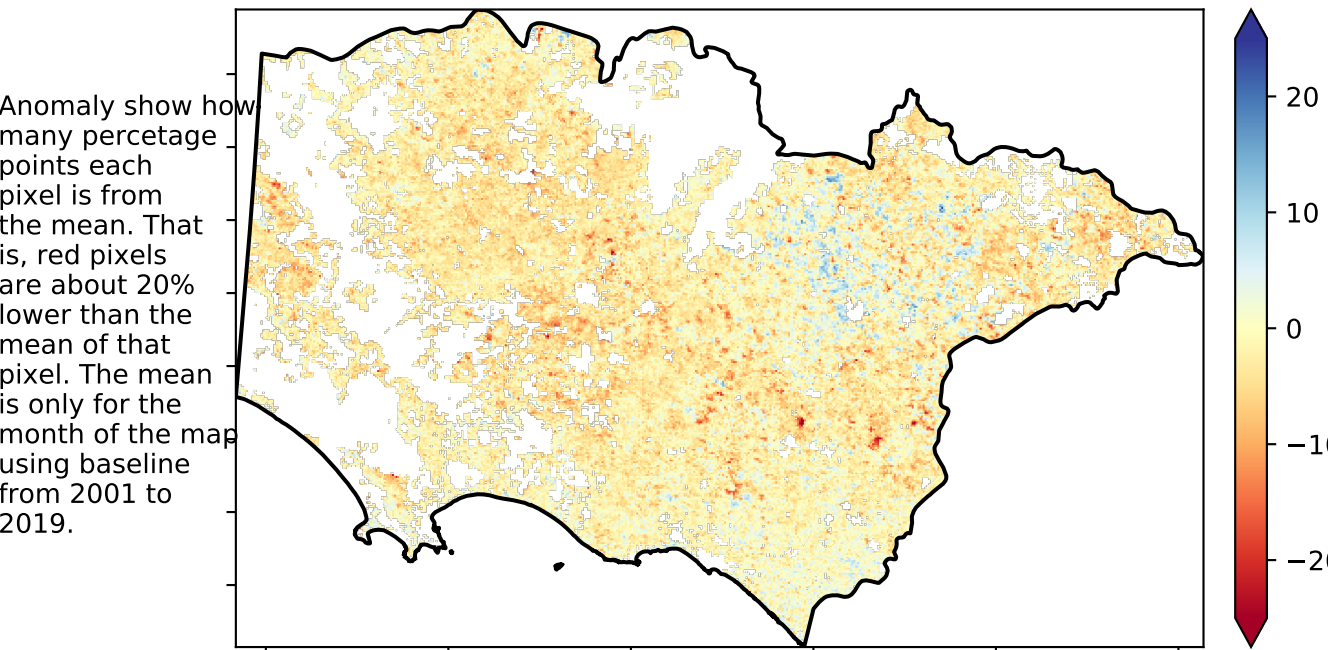 Anomaly show how
many percetage
points each
pixel is from
the mean. That
is, red pixels
are about 20%
lower than the
mean of that
pixel. The mean
is only for the
month of the map
using baseline
from 2001 to
2019.
20
10
0
−10
−20